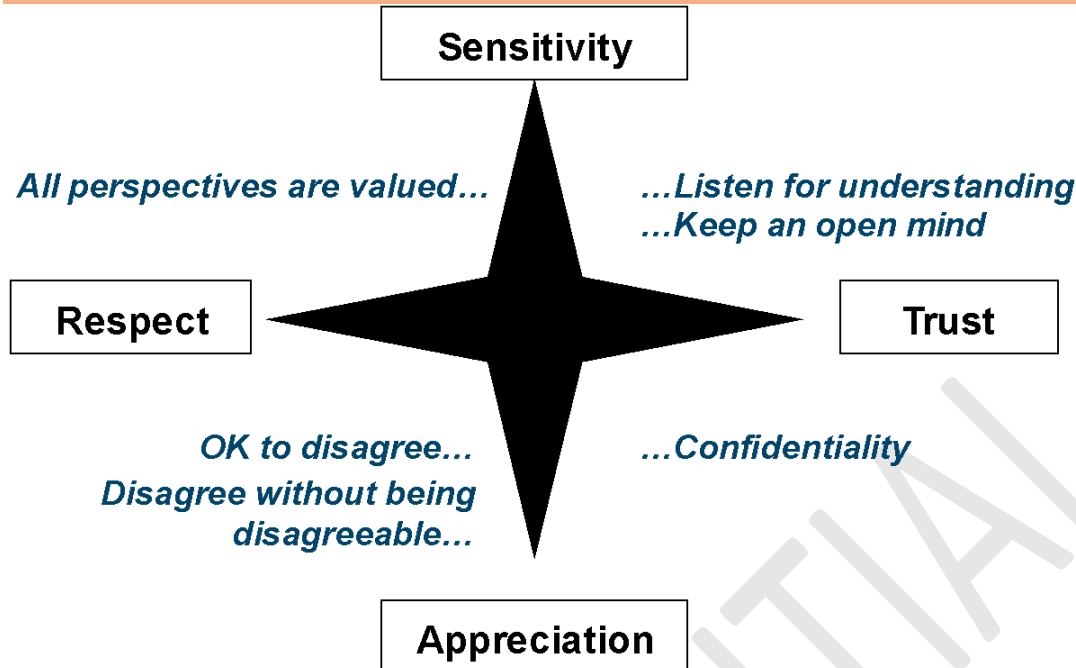 Sensitivity
All perspectives are valued…
…Listen for understanding
…Keep an open mind
Respect
Trust
OK to disagree…
Disagree without being
disagreeable…
…Confidentiality
Appreciation